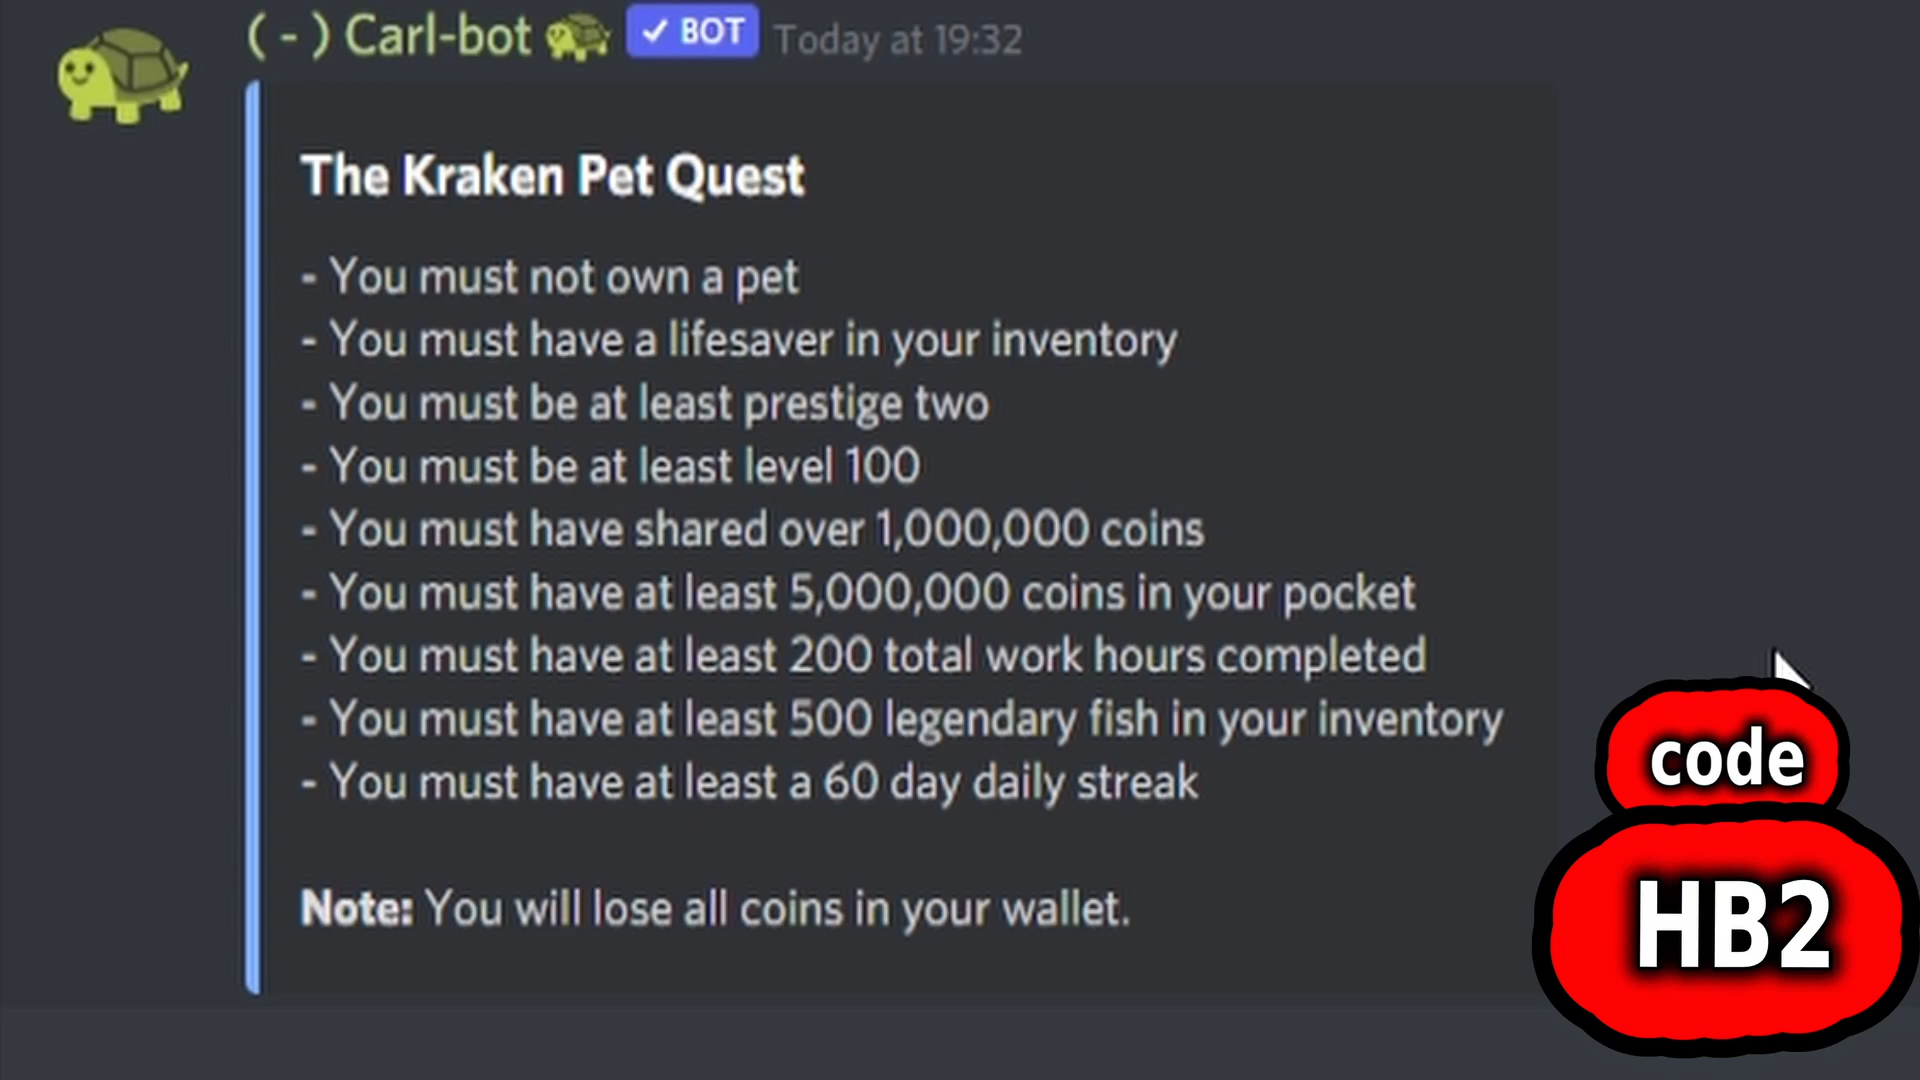 ( - ) Carl-bot ✓ BOT Today at 19:32
The Kraken Pet Quest
- You must not own a pet
- You must have a lifesaver in your inventory
- You must be at least prestige two
- You must be at least level 100
- You must have shared over 1,000,000 coins
- You must have at least 5,000,000 coins in your pocket
- You must have at least 200 total work hours completed
- You must have at least 500 legendary fish in your inventory
- You must have at least a 60 day daily streak
Note: You will lose all coins in your wallet.
code
HB2